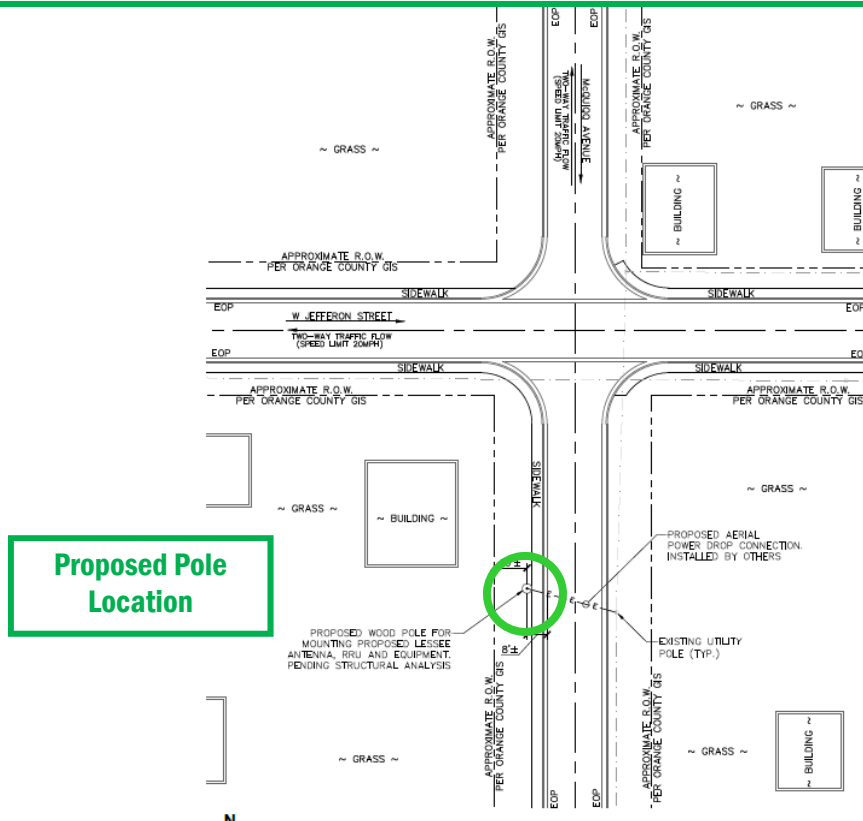 EOP
EOP
APPROXIMATE R.O.W.
PER ORANGE COUNTY GIS
McQUIGG AVENUE
TWO-WAY TRAFFIC FLOW
(SPEED LIMIT 20MPH)
APPROXIMATE R.O.W.
PER ORANGE COUNTY GIS
~ GRASS ~
~ GRASS ~
~ BUILDING ~
~ BUILDING ~
APPROXIMATE R.O.W.
PER ORANGE COUNTY GIS
SIDEWALK
SIDEWALK
EOP
EOP
W JEFFERON STREET
TWO-WAY TRAFFIC FLOW
(SPEED LIMIT 20MPH)
EOP
EO
SIDEWALK
SIDEWALK
APPROXIMATE R.O.W.
PER ORANGE COUNTY GIS
APPROXIMATE R.O.W.
PER ORANGE COUNTY GIS
SIDEWALK
~ GRASS ~
~ GRASS ~
~ BUILDING ~
Proposed Pole
Location
PROPOSED AERIAL
POWER DROP CONNECTION.
INSTALLED BY OTHERS
E
E
E
PROPOSED WOOD POLE FOR
MOUNTING PROPOSED LESSEE
ANTENNA, RRU AND EQUIPMENT.
PENDING STRUCTURAL ANALYSIS
8'±
EXISTING UTILITY
POLE (TYP.)
APPROXIMATE R.O.W.
PER ORANGE COUNTY GIS
APPROXIMATE R.O.W.
PER ORANGE COUNTY GIS
~ GRASS ~
~ GRASS ~
~ BUILDING ~
EOP
EOP
N